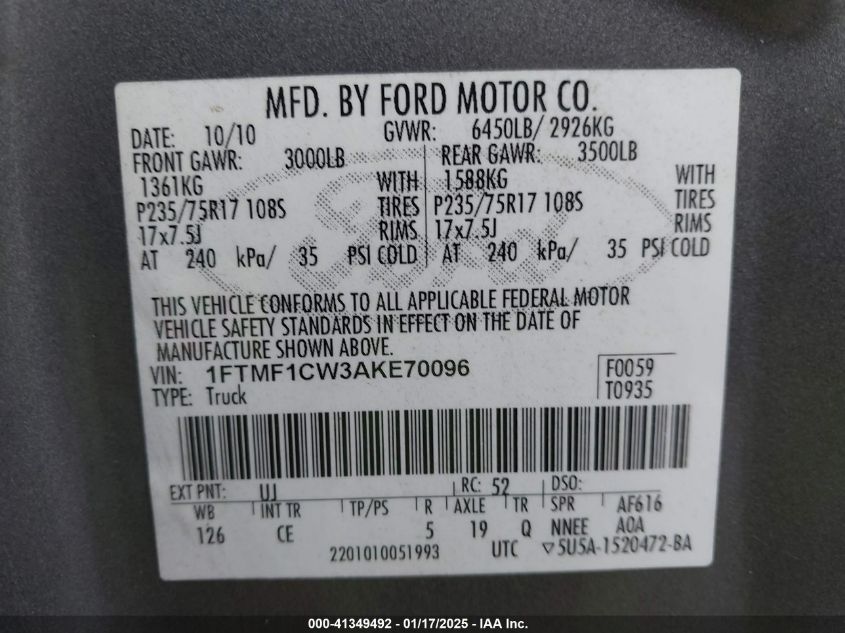 MFD. BY FORD MOTOR CO.
DATE: 10/10 GVWR: 6450LB/ 2926KG
FRONT GAWR: 3000LB REAR GAWR: 3500LB
1361KG WITH 1588KG WITH
P235/75R17 108S TIRES P235/75R17 108S TIRES
17x7.5J RIMS 17x7.5J RIMS
AT 240 kPa/ 35 PSI COLD AT 240 kPa/ 35 PSI COLD
Ford
THIS VEHICLE CONFORMS TO ALL APPLICABLE FEDERAL MOTOR
VEHICLE SAFETY STANDARDS IN EFFECT ON THE DATE OF
MANUFACTURE SHOWN ABOVE.
VIN: 1FTMF1CW3AKE70096 F0059
TYPE: Truck T0935
EXT PNT: UJ RC: 52 DSO:
WB INT TR TP/PS R AXLE TR SPR AF616
126 CE 5 19 Q NNEE AOA
2201010051993 UTC ▽5U5A-1520472-BA
000-41349492 - 01/17/2025 - IAA Inc.